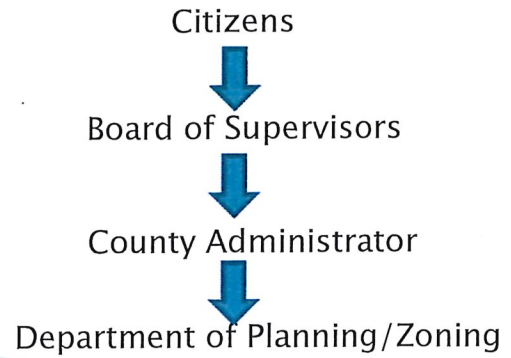 Citizens
Board of Supervisors
County Administrator
Department of Planning/Zoning